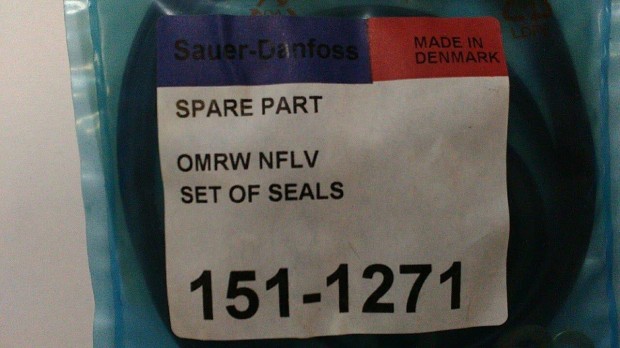 Sauer-Danfoss
MADE IN
DENMARK
SPARE PART
OMRW NFLV
SET OF SEALS
151-1271